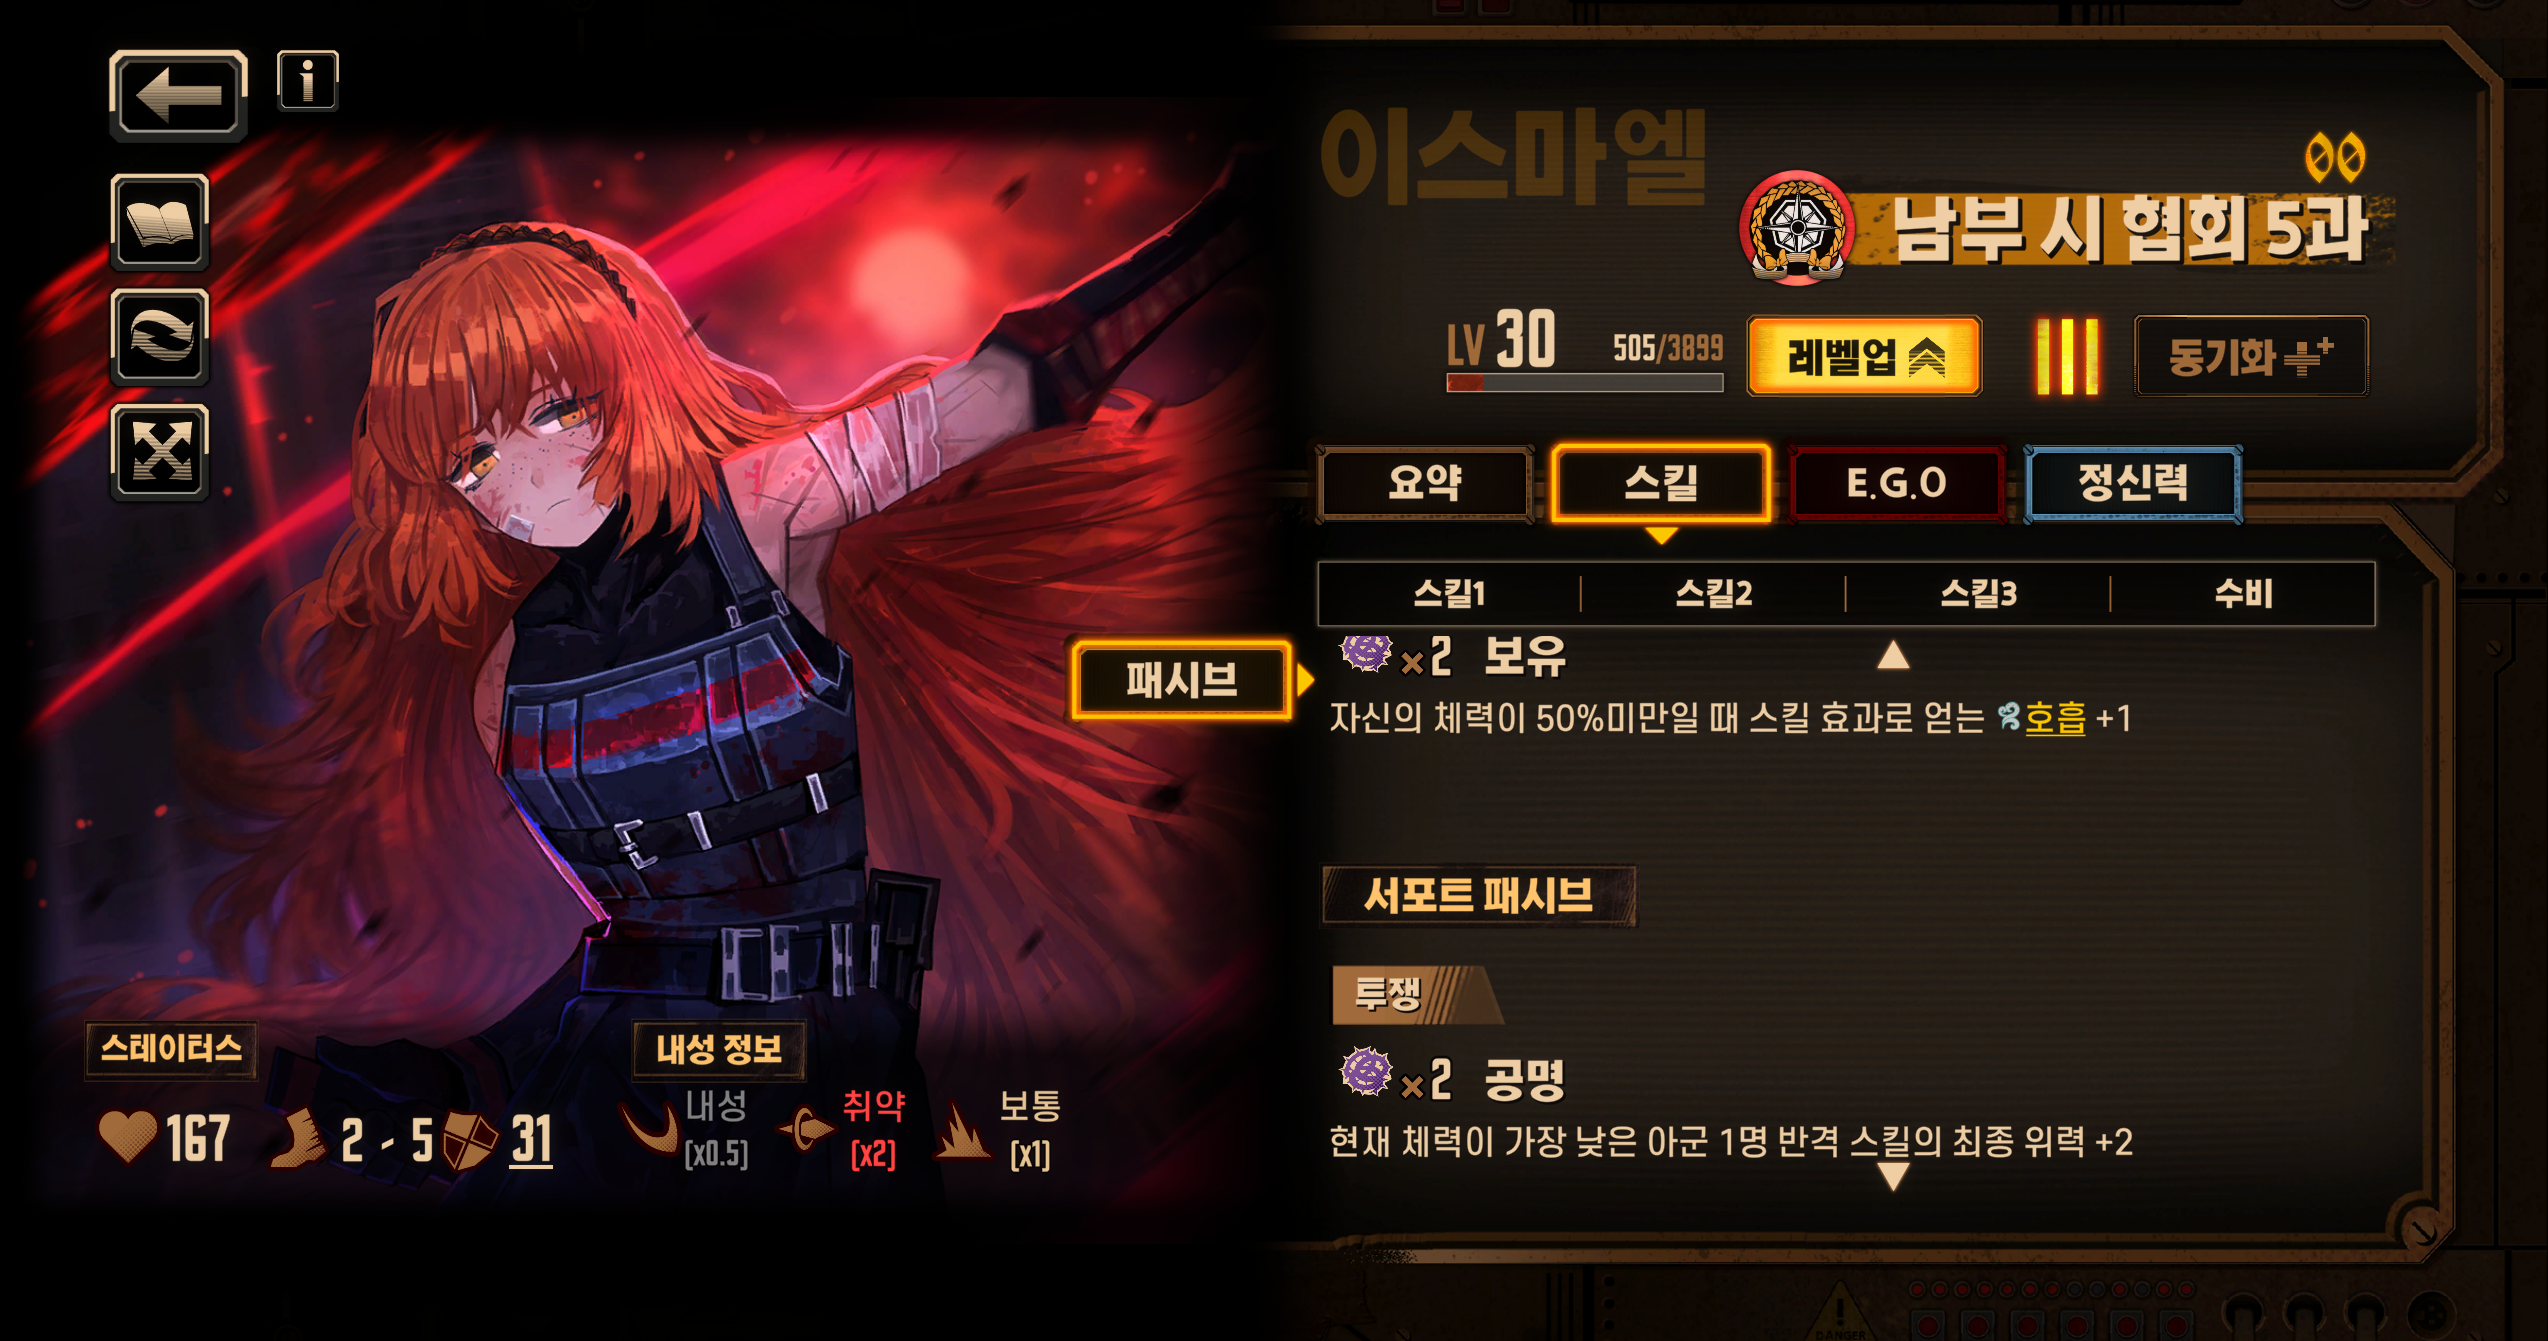 이스마엘
남부 시 협회 5과
LV 30
505/3899
레벨업
동기화
요약
스킬
E.G.O
정신력
스킬1
스킬2
스킬3
수비
패시브
×2 보유
자신의 체력이 50%미만일 때 스킬 효과로 얻는 호흡 +1
서포트 패시브
투쟁
×2 공명
현재 체력이 가장 낮은 아군 1명 반격 스킬의 최종 위력 +2
스테이터스
167
2 - 5
31
내성 정보
내성
[x0.5]
취약
[x2]
보통
[x1]
DANGER